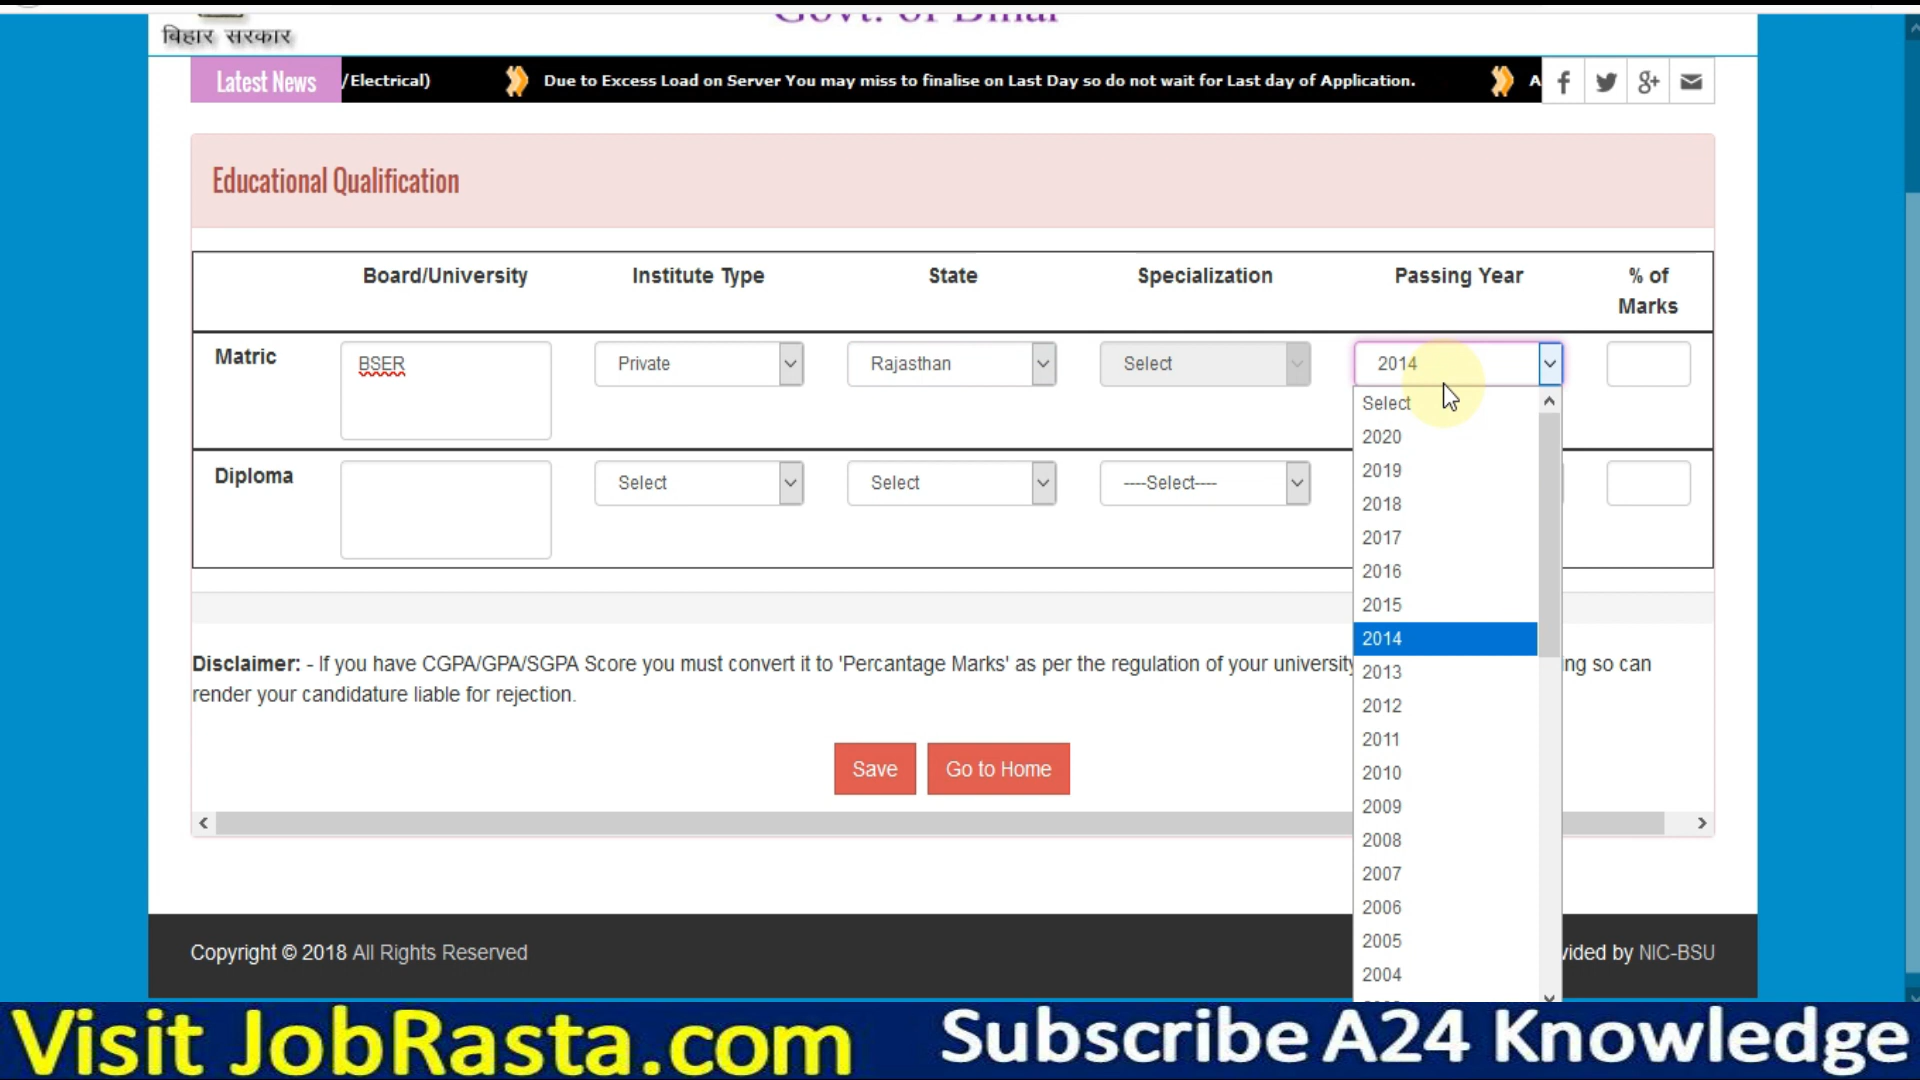 Govt. of Bihar
बिहार सरकार
Latest News
/Electrical)
Due to Excess Load on Server You may miss to finalise on Last Day so do not wait for Last day of Application.
A
Educational Qualification
Board/University Institute Type State Specialization Passing Year % of Marks
Matric BSER Private Rajasthan Select 2014
Select
2020
2019
2018
2017
2016
2015
2014
2013
2012
2011
2010
2009
2008
2007
2006
2005
2004
Diploma Select Select ----Select----
Disclaimer: - If you have CGPA/GPA/SGPA Score you must convert it to 'Percantage Marks' as per the regulation of your university ng so can
render your candidature liable for rejection.
Save Go to Home
Copyright © 2018 All Rights Reserved
vided by NIC-BSU
Visit JobRasta.com Subscribe A24 Knowledge